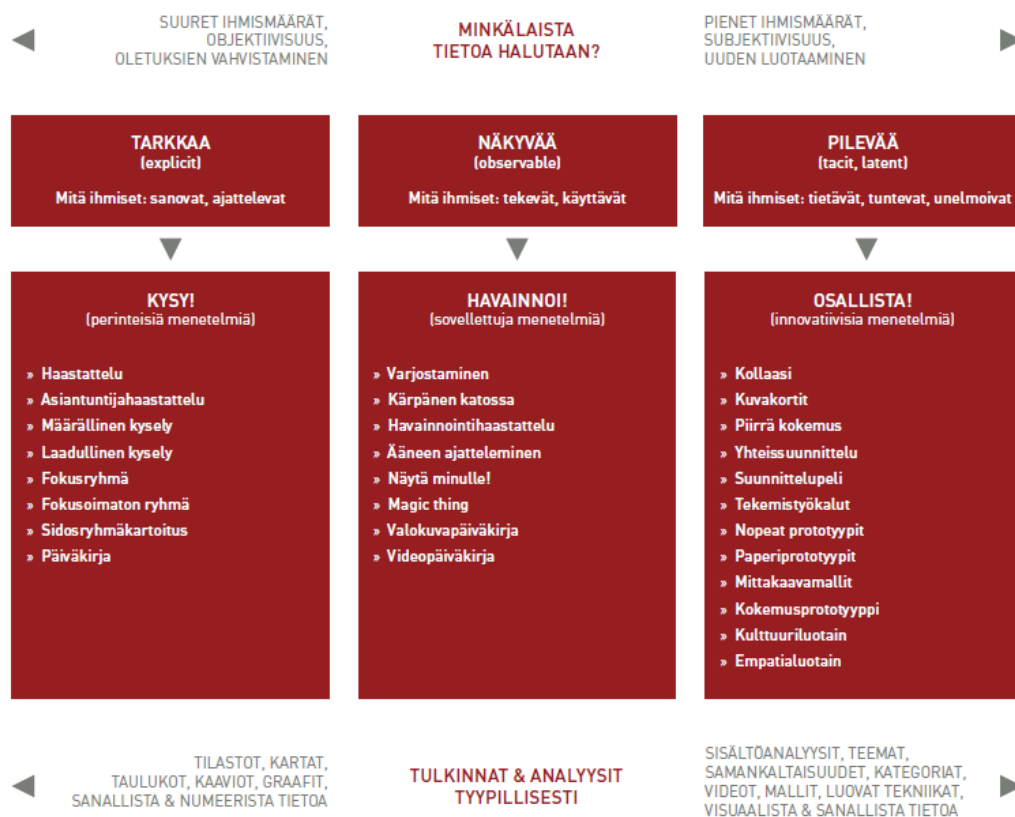 SUURET IHMISMÄÄRÄT,
OBJEKTIIVISUUS,
OLETUKSIEN VAHVISTAMINEN
MINKÄLAISTA
TIETOA HALUTAAN?
PIENET IHMISMÄÄRÄT,
SUBJEKTIIVISUUS,
UUDEN LUOTAAMINEN
TARKKAA
(explicit)
Mitä ihmiset: sanovat, ajattelevat
NÄKYVÄÄ
(observable)
Mitä ihmiset: tekevät, käyttävät
PILEVÄÄ
(tacit, latent)
Mitä ihmiset: tietävät, tuntevat, unelmoivat
KYSY!
(perinteisiä menetelmiä)
» Haastattelu
» Asiantuntijahaastattelu
» Määrällinen kysely
» Laadullinen kysely
» Fokusryhmä
» Fokusoimaton ryhmä
» Sidosryhmäkartoitus
» Päiväkirja
HAVAINNOI!
(sovellettuja menetelmiä)
» Varjostaminen
» Kärpänen katossa
» Havainnointihaastattelu
» Ääneen ajatteleminen
» Näytä minulle!
» Magic thing
» Valokuvapäiväkirja
» Videopäiväkirja
OSALLISTA!
(innovatiivisia menetelmiä)
» Kollaasi
» Kuvakortit
» Piirrä kokemus
» Yhteissuunnittelu
» Suunnittelupeli
» Tekemistyökalut
» Nopeat prototyypit
» Paperiprototyypit
» Mittakaavamallit
» Kokemusprototyyppi
» Kulttuuriluotain
» Empatialuotain
TILASTOT, KARTAT,
TAULUKOT, KAAVIOT, GRAAFIT,
SANALLISTA & NUMEERISTA TIETOA
TULKINNAT & ANALYYSIT
TYYPILLISESTI
SISÄLTÖANALYYSIT, TEEMAT,
SAMANKALTAISUUDET, KATEGORIAT,
VIDEOT, MALLIT, LUOVAT TEKNIIKAT,
VISUAALISTA & SANALLISTA TIETOA